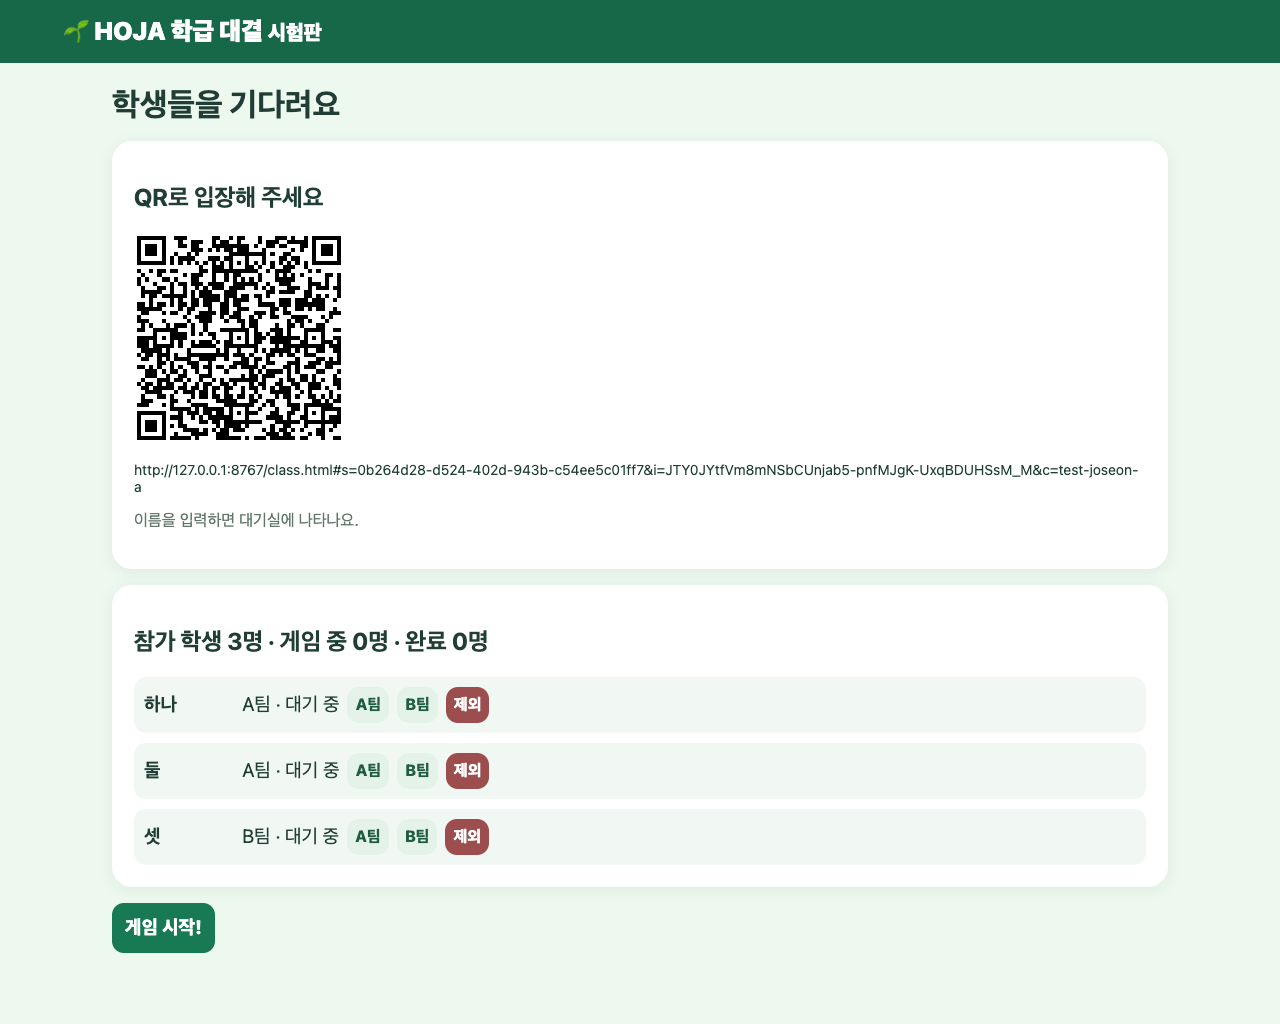 🌱 HOJA 학급 대결 시험판
학생들을 기다려요
QR로 입장해 주세요
http://127.0.0.1:8767/class.html#s=0b264d28-d524-402d-943b-c54ee5c01ff7&i=JTY0JYtfVm8mNSbCUnjab5-pnfMJgK-UxqBDUHSsM_M&c=test-joseon-
a
이름을 입력하면 대기실에 나타나요.
참가 학생 3명 · 게임 중 0명 · 완료 0명
하나 A팀 · 대기 중 A팀 B팀 제외
둘 A팀 · 대기 중 A팀 B팀 제외
셋 B팀 · 대기 중 A팀 B팀 제외
게임 시작!